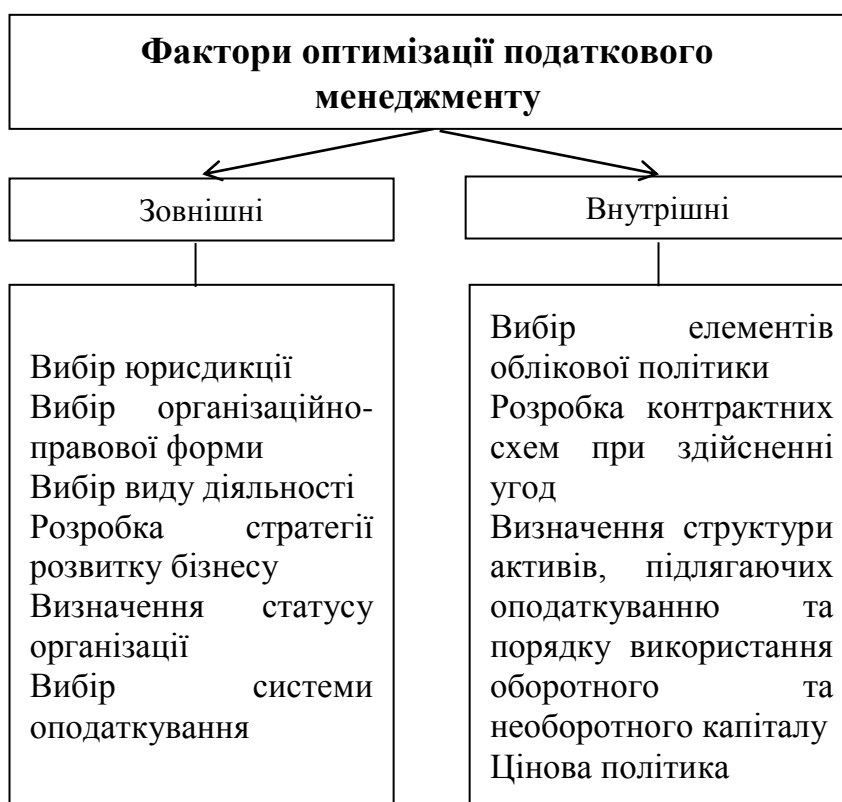 Фактори оптимізації податкового
менеджменту
Зовнішні
Внутрішні
Вибір юрисдикції
Вибір організаційно-
правової форми
Вибір виду діяльності
Розробка стратегії
розвитку бізнесу
Визначення статусу
організації
Вибір системи
оподаткування
Вибір елементів
облікової політики
Розробка контрактних
схем при здійсненні
угод
Визначення структури
активів, підлягаючих
оподаткуванню та
порядку використання
оборотного та
необоротного капіталу
Цінова політика